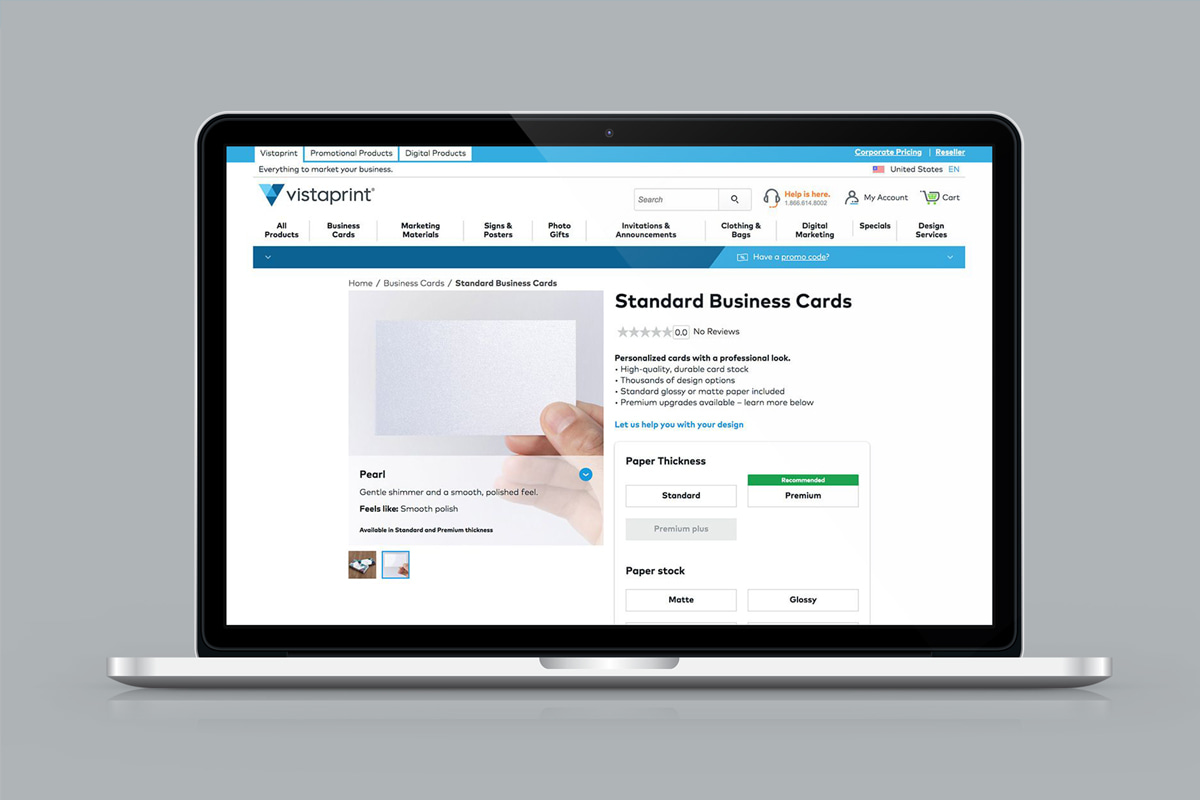 Vistaprint
Promotional Products
Digital Products
Corporate Pricing | Reseller
Everything to market your business.
United States EN
vistaprint®
Search
Help is here.
1.866.614.8002
My Account
Cart
All
Products
Business
Cards
Marketing
Materials
Signs &
Posters
Photo
Gifts
Invitations &
Announcements
Clothing &
Bags
Digital
Marketing
Specials
Design
Services
Have a promo code?
Home / Business Cards / Standard Business Cards
Standard Business Cards
0.0 No Reviews
Personalized cards with a professional look.
• High-quality, durable card stock
• Thousands of design options
• Standard glossy or matte paper included
• Premium upgrades available – learn more below
Let us help you with your design
Pearl
Gentle shimmer and a smooth, polished feel.
Feels like: Smooth polish
Available in Standard and Premium thickness
Paper Thickness
Standard
Recommended
Premium
Premium plus
Paper stock
Matte
Glossy